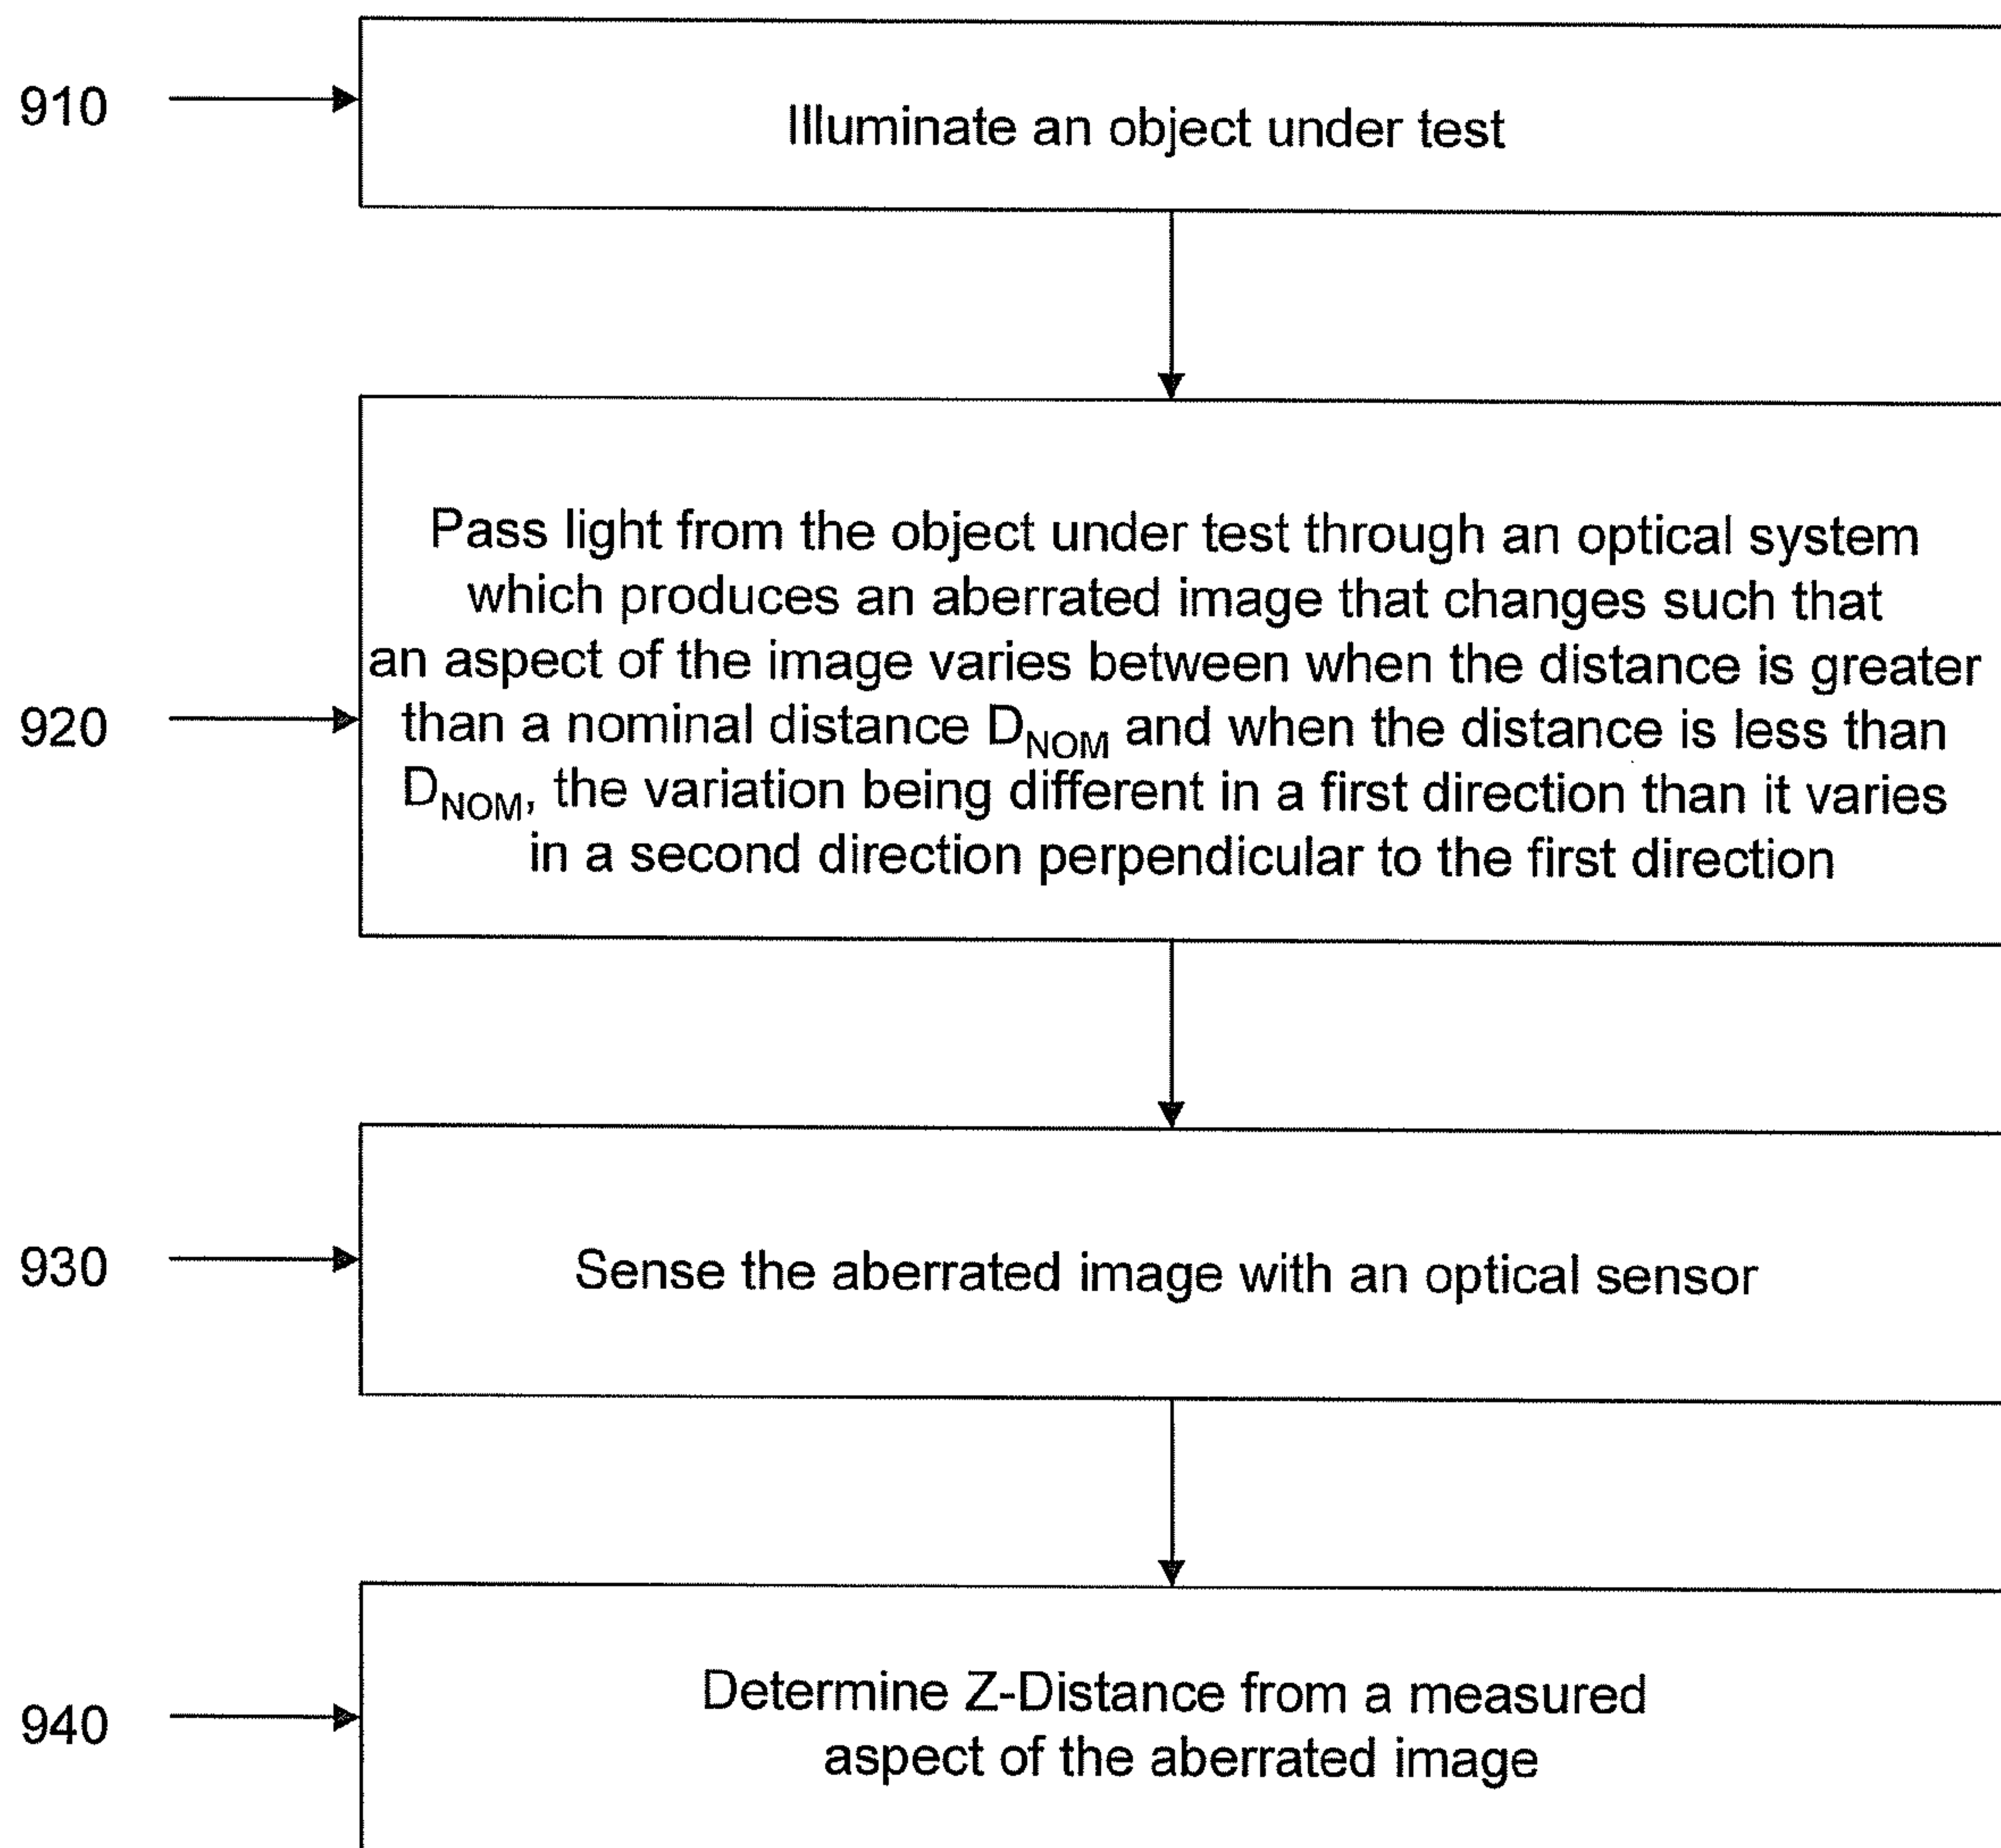 910
Illuminate an object under test
Pass light from the object under test through an optical system
which produces an aberrated image that changes such that
an aspect of the image varies between when the distance is greater
920
than a nominal distance D_NOM and when the distance is less than
D_NOM, the variation being different in a first direction than it varies
in a second direction perpendicular to the first direction
930
Sense the aberrated image with an optical sensor
Determine Z-Distance from a measured
940
aspect of the aberrated image